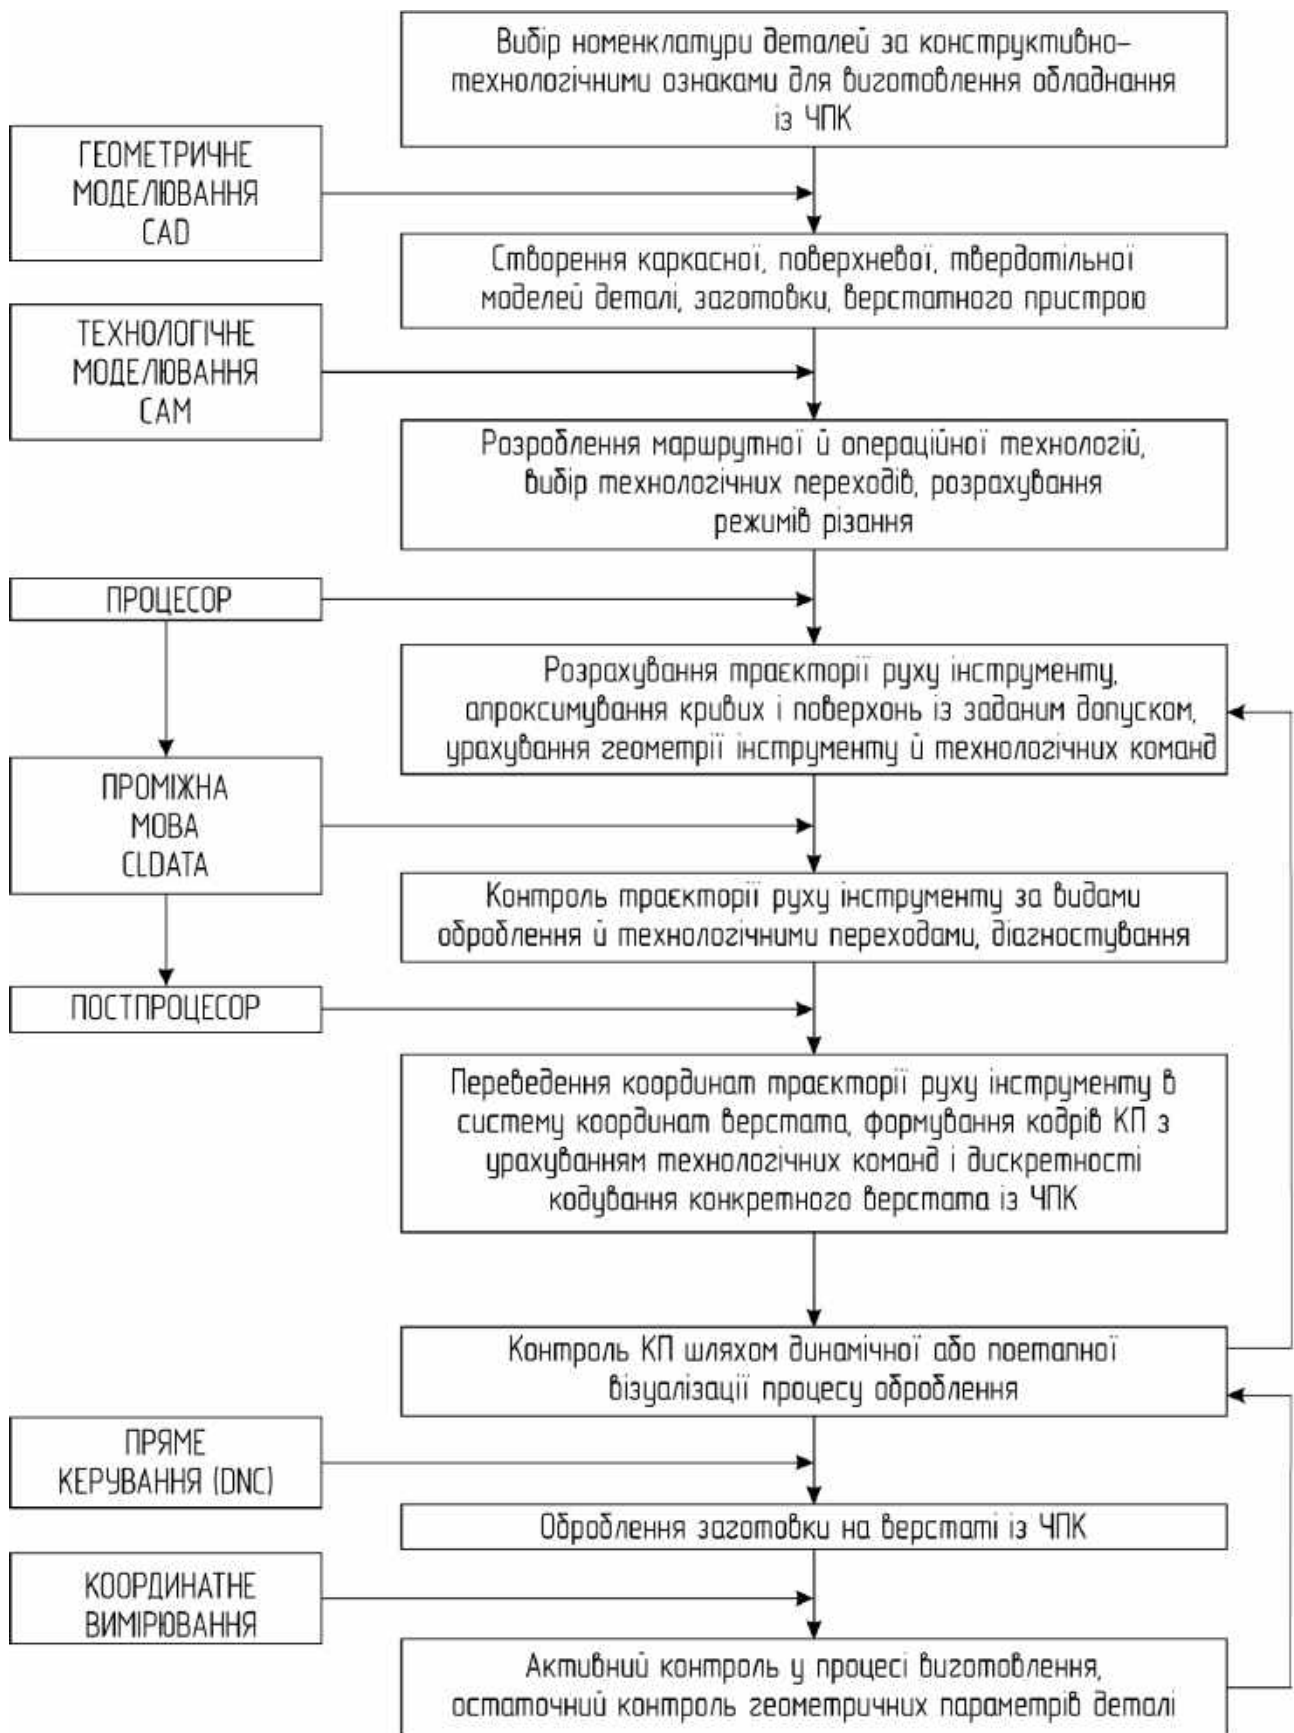 Вибір номенклатури деталей за конструктивно–
технологічними ознаками для виготовлення обладнання
із ЧПК
ГЕОМЕТРИЧНЕ
МОДЕЛЮВАННЯ
CAD
Створення каркасної, поверхневої, твердотільної
моделей деталі, заготовки, верстатного пристрою
ТЕХНОЛОГІЧНЕ
МОДЕЛЮВАННЯ
CAM
Розроблення маршрутної й операційної технологій,
вибір технологічних переходів, розрахування
режимів різання
ПРОЦЕСОР
Розрахування траєкторії руху інструменту,
апроксимування кривих і поверхонь із заданим допуском,
урахування геометрії інструменту й технологічних команд
ПРОМІЖНА
МОВА
CLDATA
Контроль траєкторії руху інструменту за видами
оброблення й технологічними переходами, діагностування
ПОСТПРОЦЕСОР
Переведення координат траєкторії руху інструменту в
систему координат верстата, формування кодрів КП з
урахуванням технологічних команд і дискретності
кодування конкретного верстата із ЧПК
Контроль КП шляхом динамічної або поетапної
візуалізації процесу оброблення
ПРЯМЕ
КЕРУВАННЯ (DNC)
Оброблення заготовки на верстаті із ЧПК
КООРДИНАТНЕ
ВИМІРЮВАННЯ
Активний контроль у процесі виготовлення,
остаточний контроль геометричних параметрів деталі